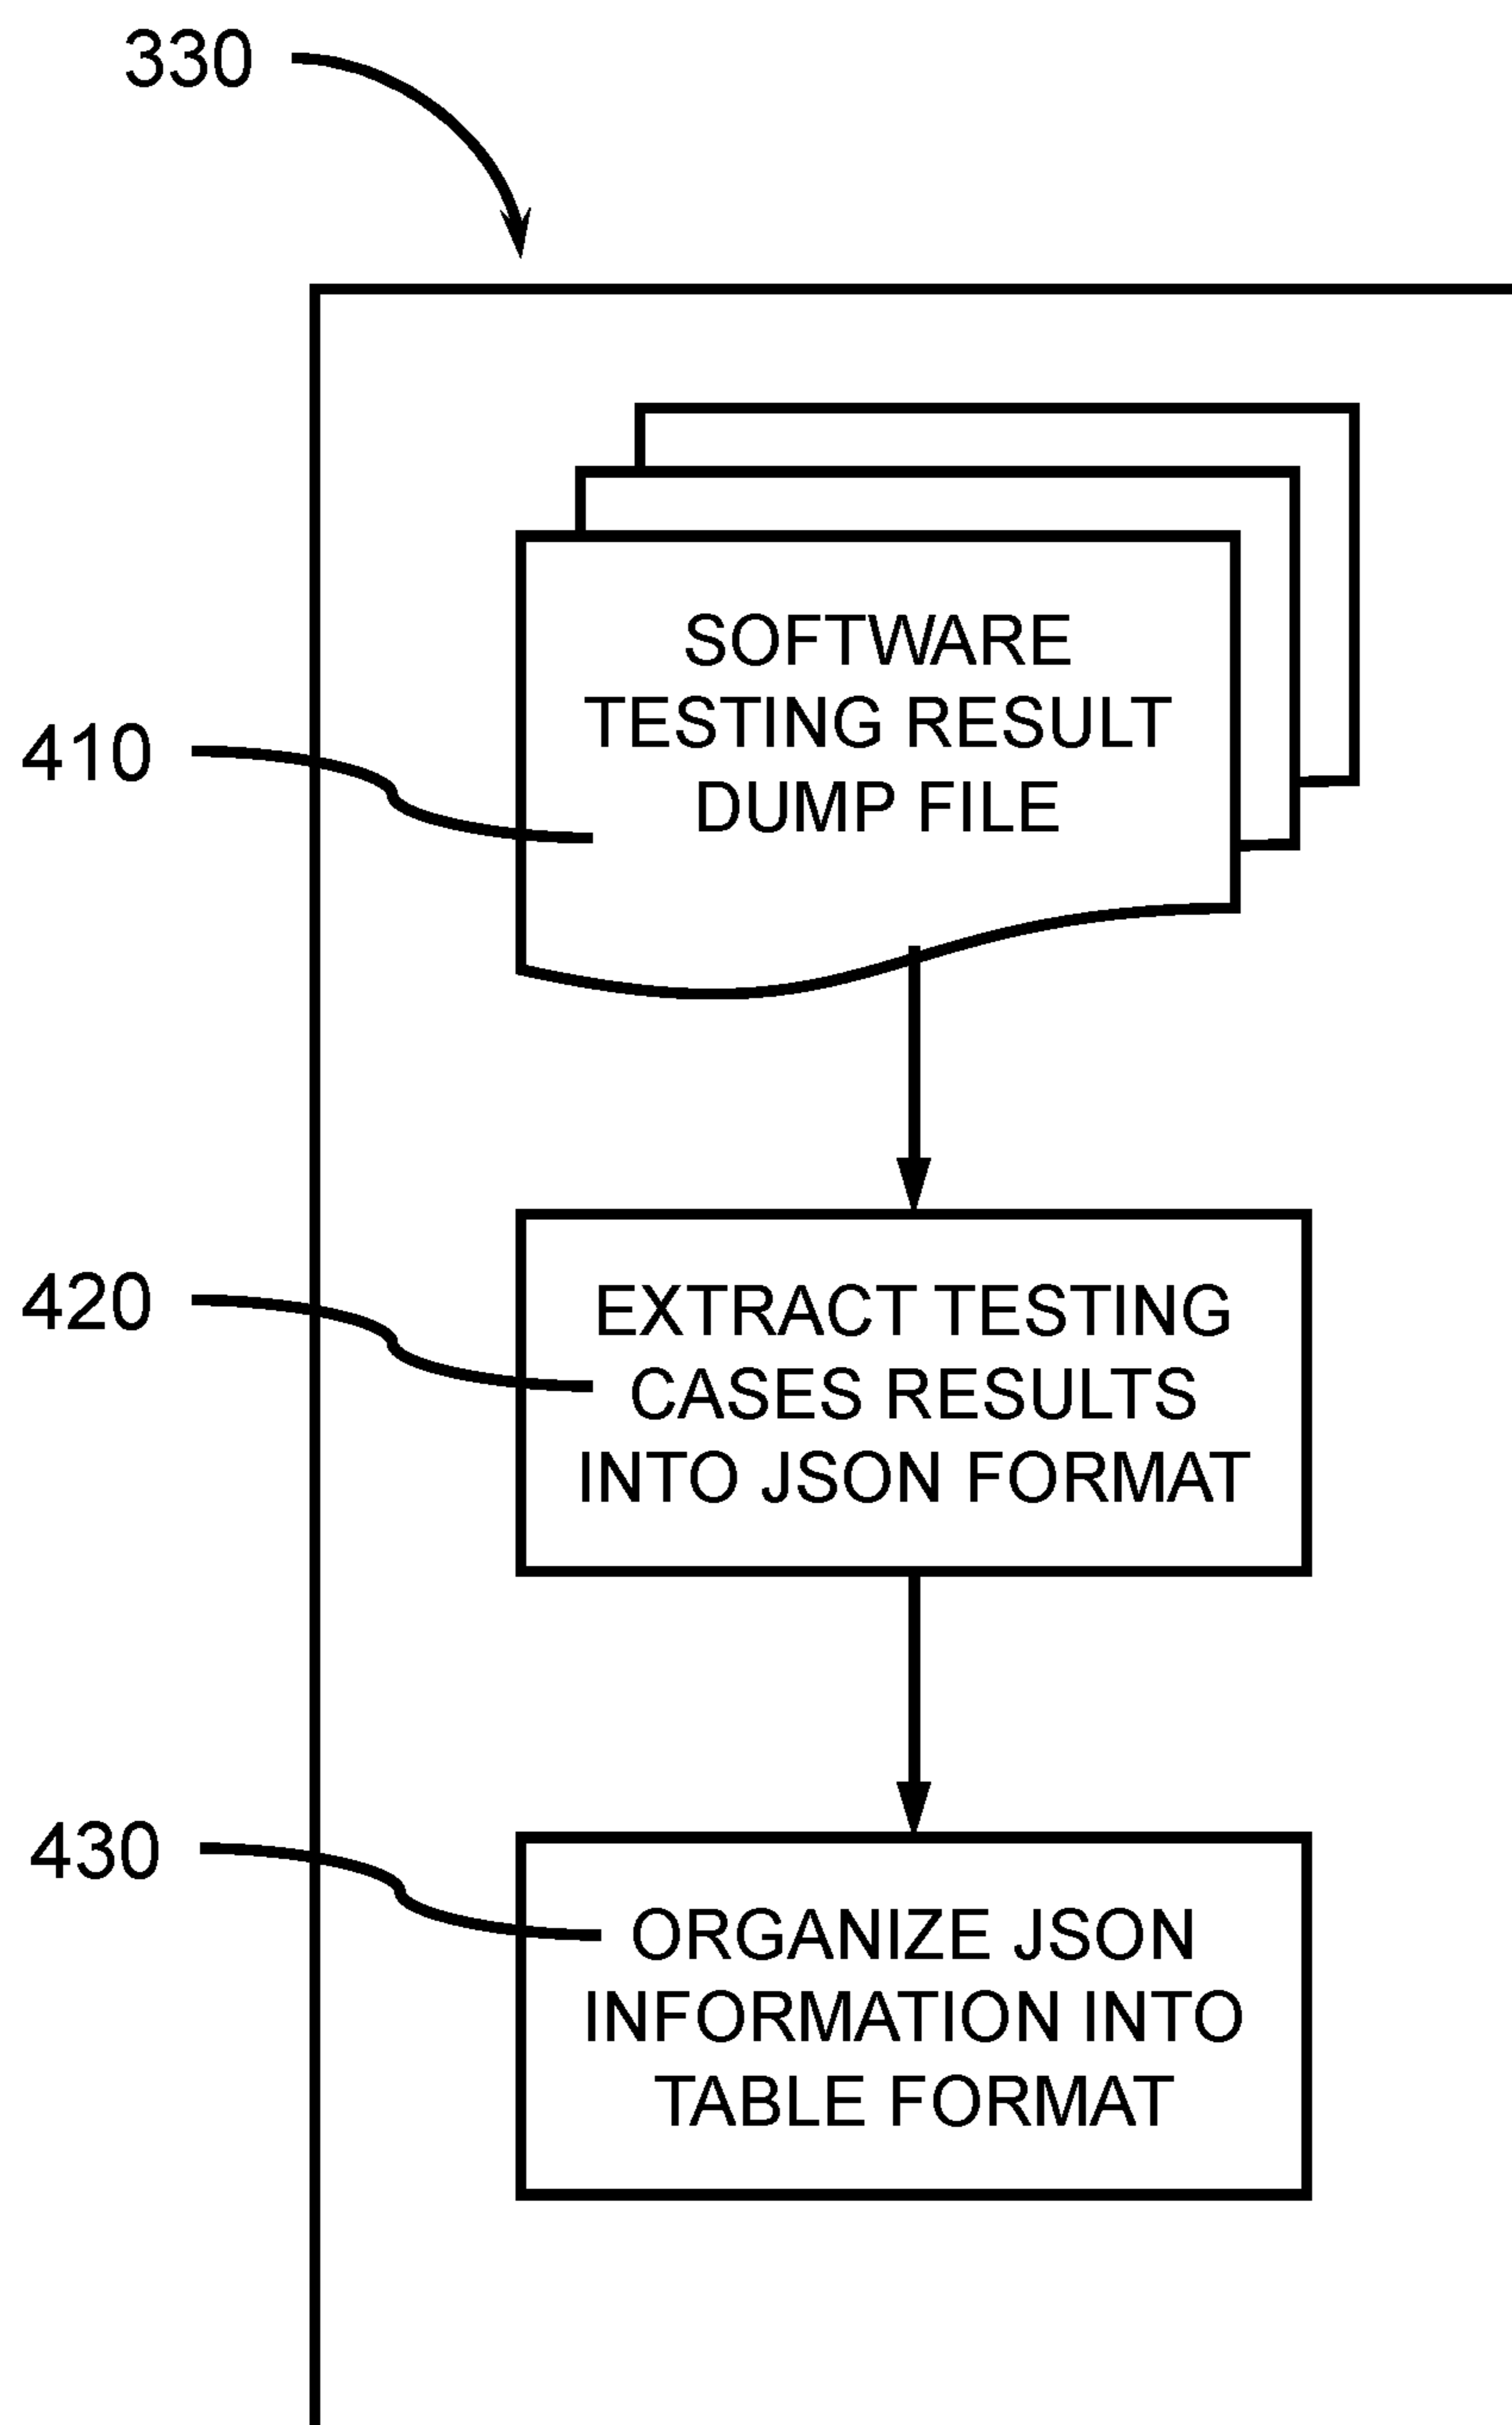 330
SOFTWARE
TESTING RESULT
DUMP FILE
410
EXTRACT TESTING
CASES RESULTS
INTO JSON FORMAT
420
ORGANIZE JSON
INFORMATION INTO
TABLE FORMAT
430